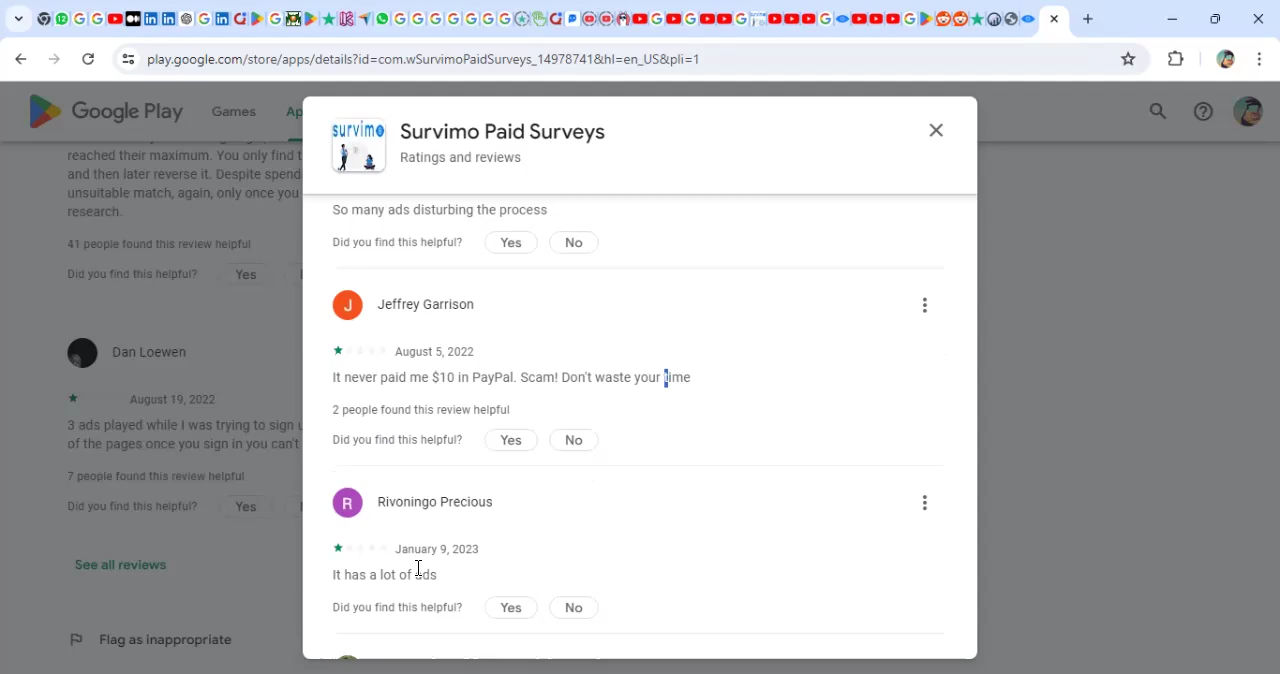 play.google.com/store/apps/details?id=com.wSurvimoPaidSurveys_14978741&hl=en_US&pli=1
Google Play
Games
Ap
reached their maximum. You only find t
and then later reverse it. Despite spend
unsuitable match, again, only once you
research.
41 people found this review helpful
Did you find this helpful?
Yes
Dan Loewen
August 19, 2022
3 ads played while I was trying to sign u
of the pages once you sign in you can't
7 people found this review helpful
Did you find this helpful?
Yes
See all reviews
Flag as inappropriate
survimo
Survimo Paid Surveys
Ratings and reviews
So many ads disturbing the process
Did you find this helpful?
Yes
No
J
Jeffrey Garrison
August 5, 2022
It never paid me $10 in PayPal. Scam! Don't waste your time
2 people found this review helpful
Did you find this helpful?
Yes
No
R
Rivoningo Precious
January 9, 2023
It has a lot of ads
Did you find this helpful?
Yes
No